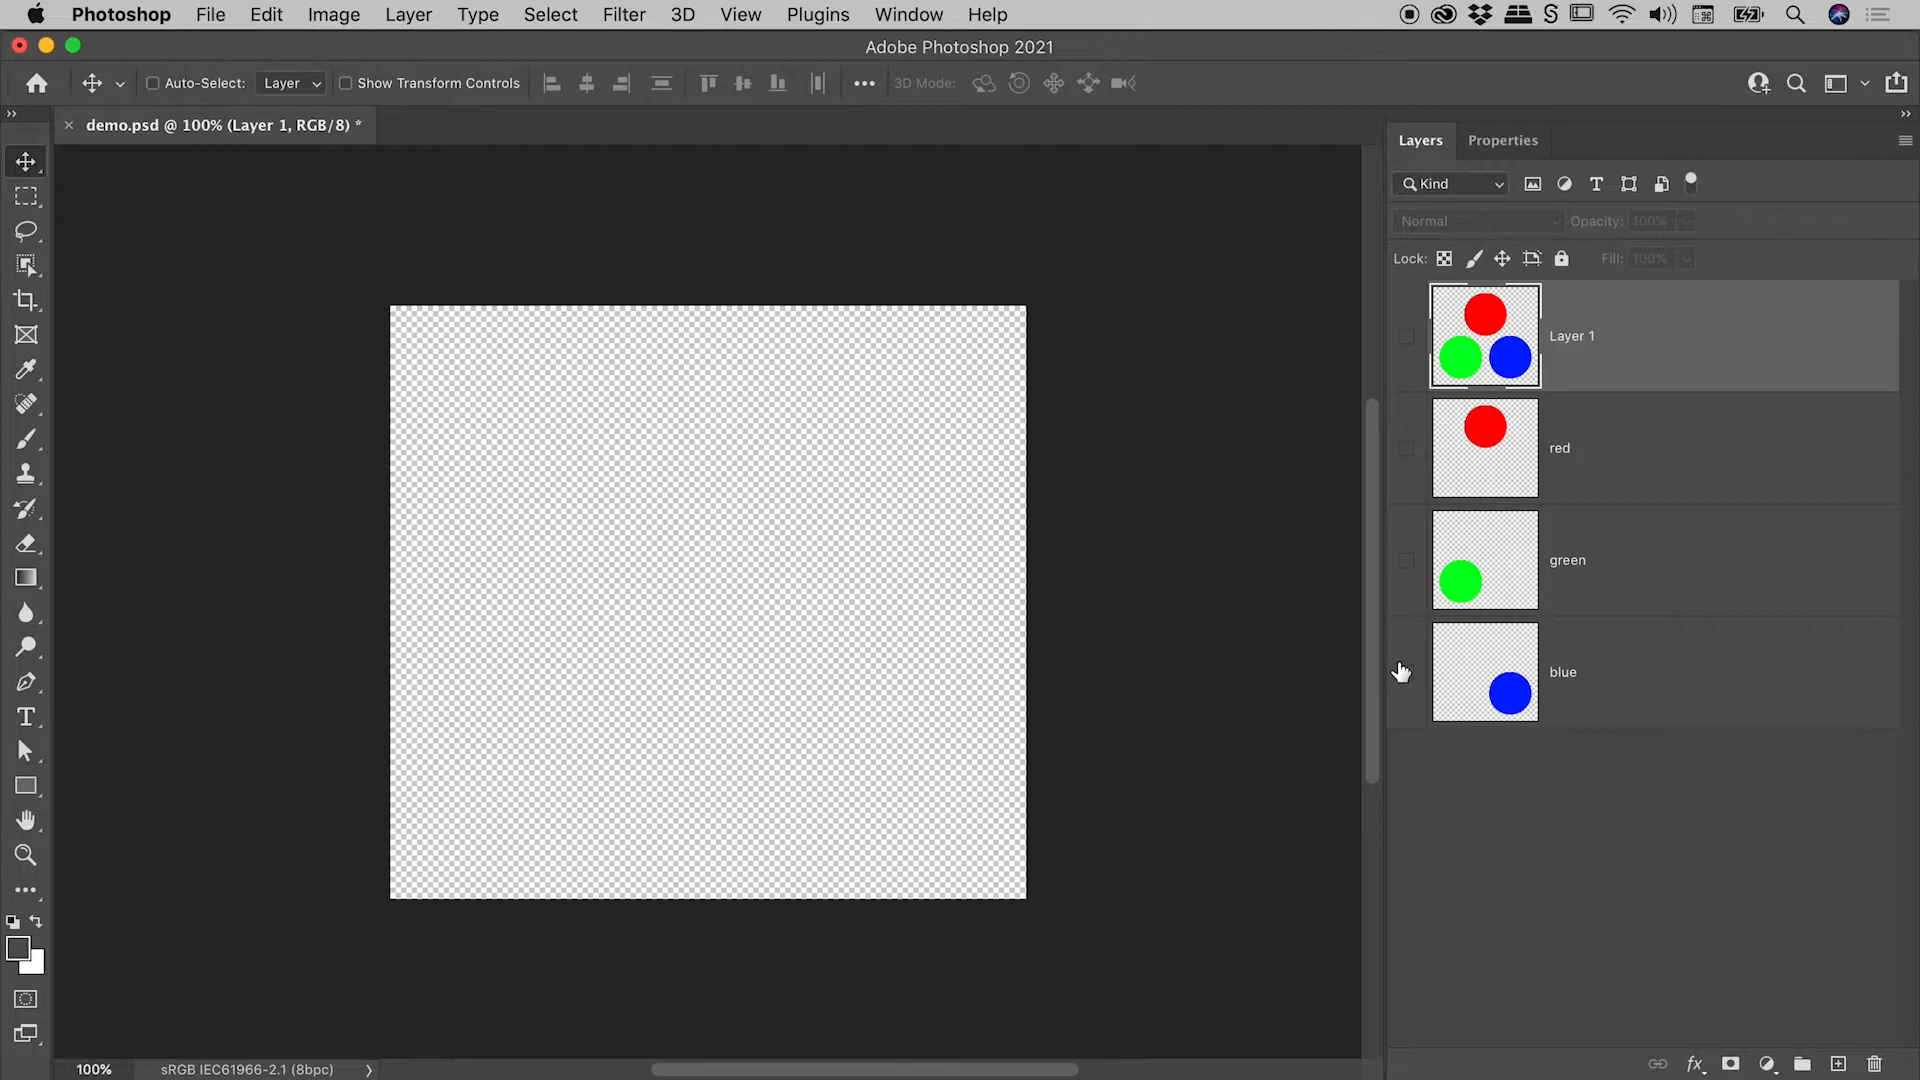 Photoshop File Edit Image Layer Type Select Filter 3D View Plugins Window Help
Adobe Photoshop 2021
Auto-Select: Layer Show Transform Controls 3D Mode:
demo.psd @ 100% (Layer 1, RGB/8) *
Layers Properties
Kind
Normal Opacity: 100%
Lock: Fill: 100%
Layer 1
red
green
blue
100% sRGB IEC61966-2.1 (8bpc)
fx